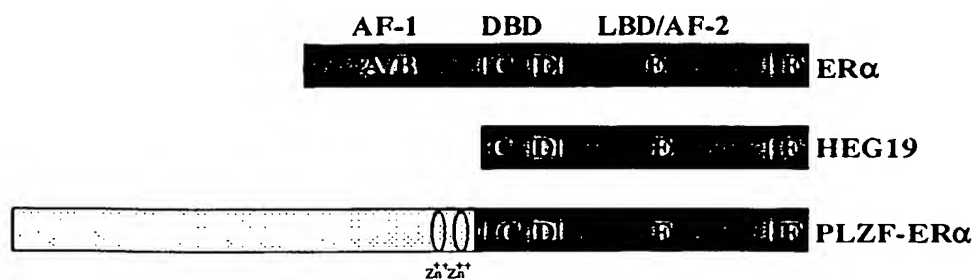 AF-1 DBD LBD/AF-2
A/B C D E F ERα
C D E F HEG19
C D E F PLZF-ERα
Zn++ Zn++